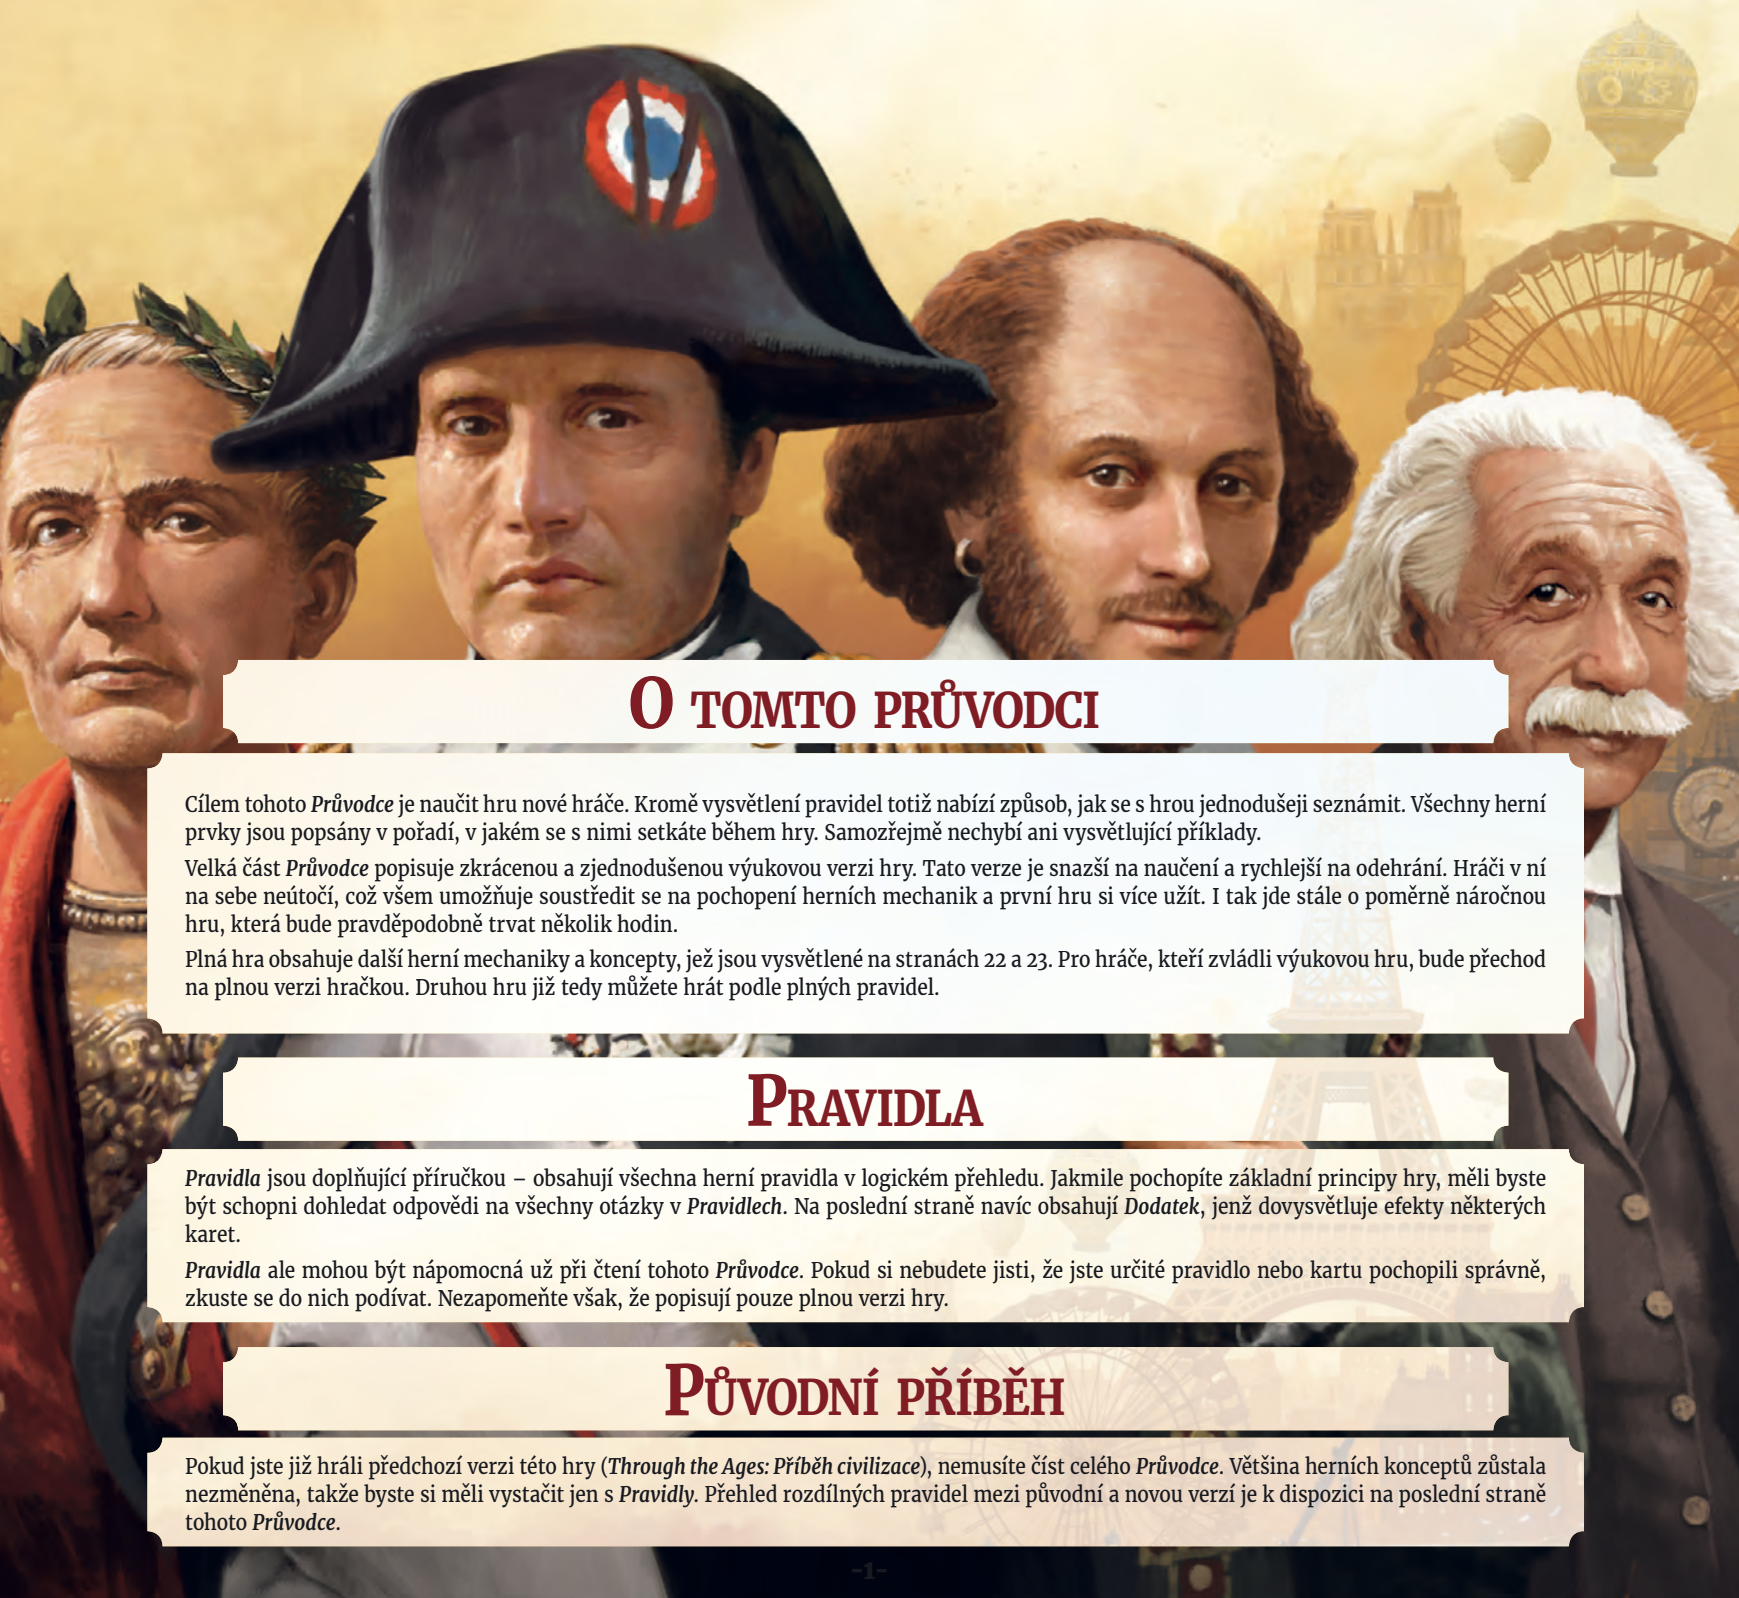 O TOMTO PRŮVODCI
Cílem tohoto Průvodce je naučit hru nové hráče. Kromě vysvětlení pravidel totiž nabízí způsob, jak se s hrou jednodušeji seznámit. Všechny herní
prvky jsou popsány v pořadí, v jakém se s nimi setkáte během hry. Samozřejmě nechybí ani vysvětlující příklady.
Velká část Průvodce popisuje zkrácenou a zjednodušenou výukovou verzi hry. Tato verze je snazší na naučení a rychlejší na odehrání. Hráči v ní
na sebe neútočí, což všem umožňuje soustředit se na pochopení herních mechanik a první hru si více užít. I tak jde stále o poměrně náročnou
hru, která bude pravděpodobně trvat několik hodin.
Plná hra obsahuje další herní mechaniky a koncepty, jež jsou vysvětlené na stranách 22 a 23. Pro hráče, kteří zvládli výukovou hru, bude přechod
na plnou verzi hračkou. Druhou hru již tedy můžete hrát podle plných pravidel.
PRAVIDLA
Pravidla jsou doplňující příručkou – obsahují všechna herní pravidla v logickém přehledu. Jakmile pochopíte základní principy hry, měli byste
být schopni dohledat odpovědi na všechny otázky v Pravidlech. Na poslední straně navíc obsahují Dodatek, jenž dovysvětluje efekty některých
karet.
Pravidla ale mohou být nápomocná už při čtení tohoto Průvodce. Pokud si nebudete jisti, že jste určité pravidlo nebo kartu pochopili správně,
zkuste se do nich podívat. Nezapomeňte však, že popisují pouze plnou verzi hry.
PŮVODNÍ PŘÍBĚH
Pokud jste již hráli předchozí verzi této hry (Through the Ages: Příběh civilizace), nemusíte číst celého Průvodce. Většina herních konceptů zůstala
nezměněna, takže byste si měli vystačit jen s Pravidly. Přehled rozdílných pravidel mezi původní a novou verzí je k dispozici na poslední straně
tohoto Průvodce.
-1-